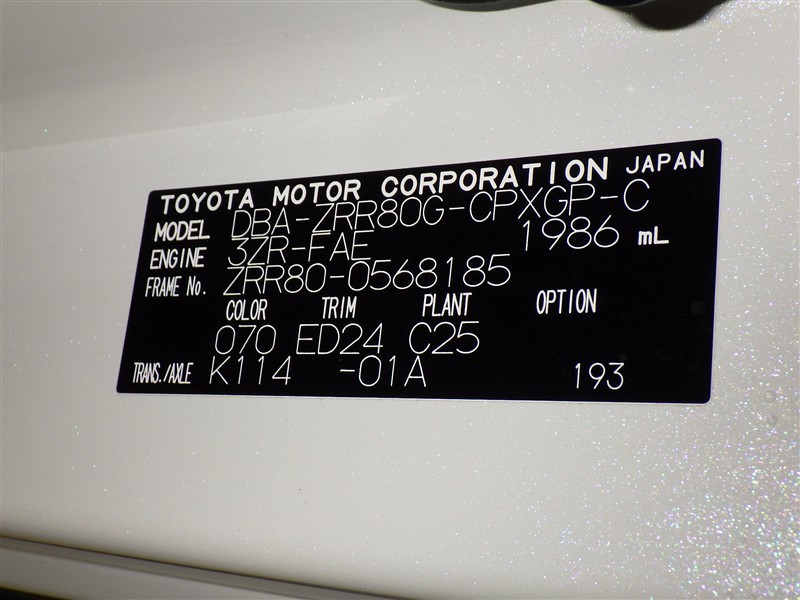 TOYOTA MOTOR CORPORATION JAPAN
MODEL DBA-ZRR80G-CPXGP-C
ENGINE 3ZR-FAE 1986 mL
FRAME No. ZRR80-0568185
COLOR TRIM PLANT OPTION
070 ED24 C25
TRANS./AXLE K114 -01A 193